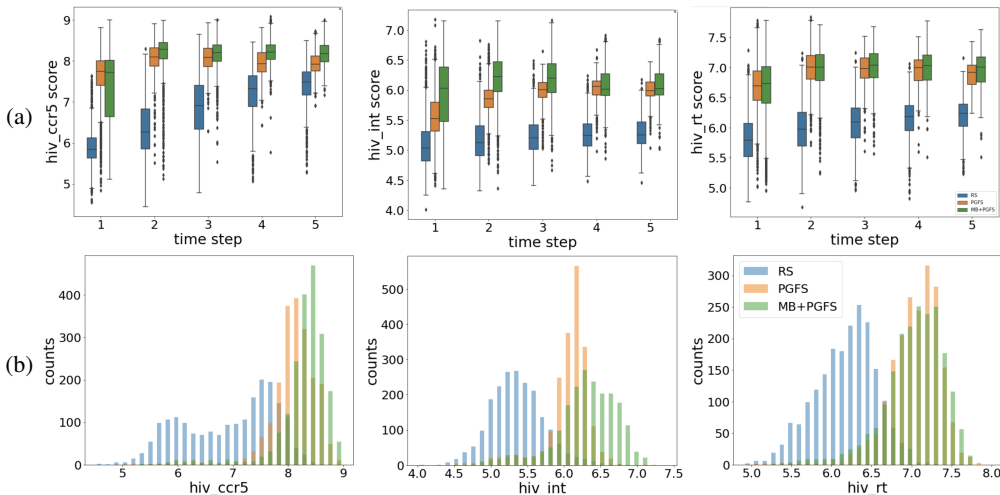 (a)
hiv_ccr5 score
9
8
7
6
5
1 2 3 4 5
time step
hiv_int score
7.0
6.5
6.0
5.5
5.0
4.5
4.0
1 2 3 4 5
time step
hiv_rt score
7.5
7.0
6.5
6.0
5.5
5.0
1 2 3 4 5
time step
RS
PGFS
MB+PGFS
(b)
counts
400
300
200
100
0
5 6 7 8 9
hiv_ccr5
counts
500
400
300
200
100
0
4.0 4.5 5.0 5.5 6.0 6.5 7.0 7.5
hiv_int
counts
300
250
200
150
100
50
0
5.0 5.5 6.0 6.5 7.0 7.5 8.0
hiv_rt
RS
PGFS
MB+PGFS